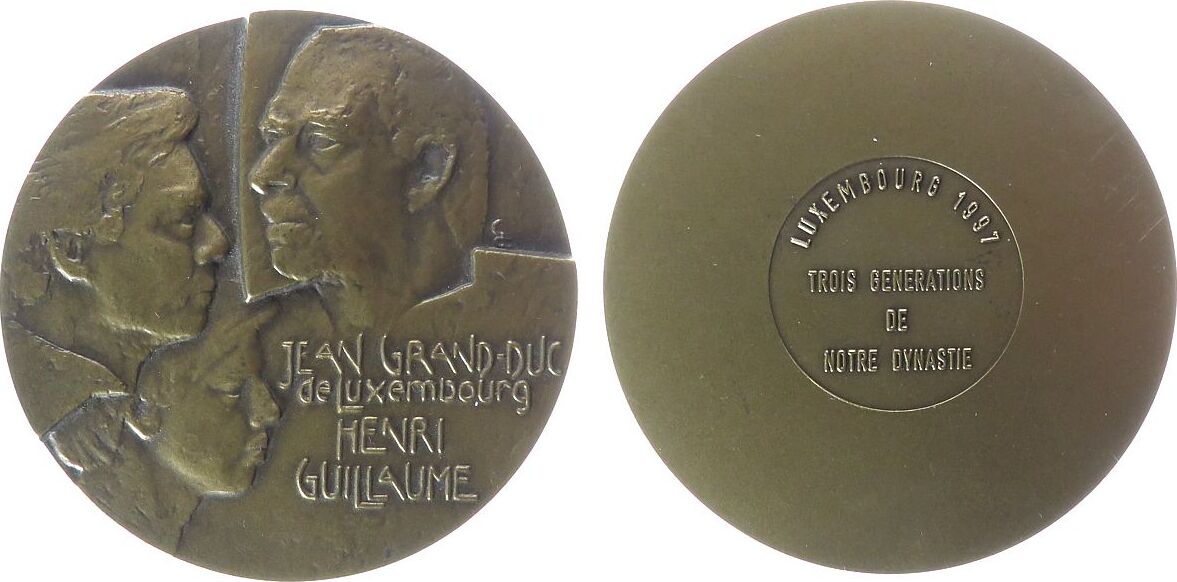 JEAN GRAND-DUC
de Luxembourg
HENRI
GUILLAUME
LUXEMBOURG 1997
TROIS GENERATIONS
DE
NOTRE DYNASTIE